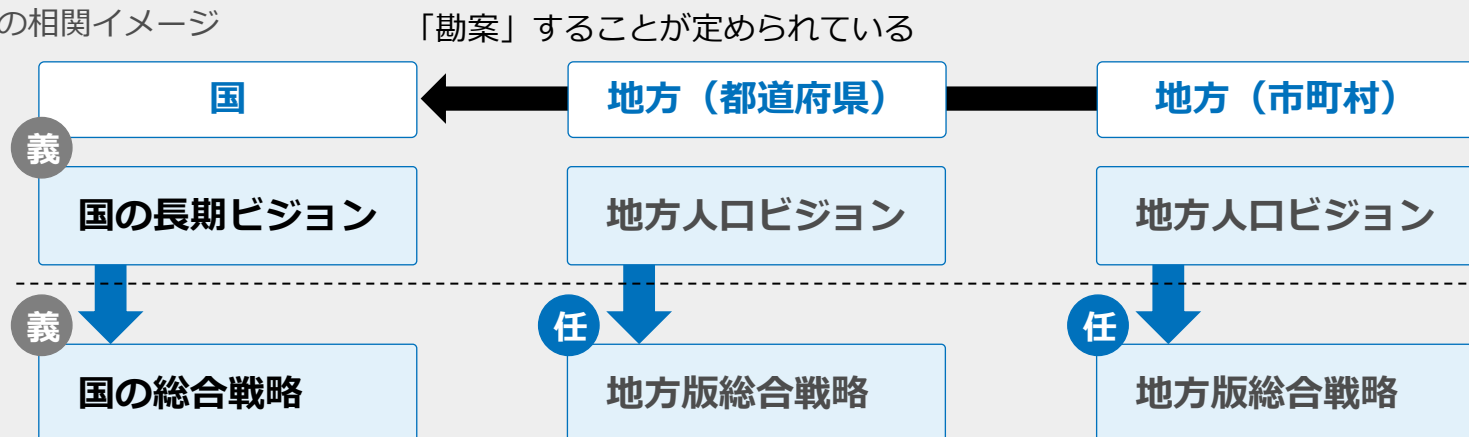 の相関イメージ
「勘案」することが定められている
国
地方（都道府県）
地方（市町村）
義
国の長期ビジョン
地方人口ビジョン
地方人口ビジョン
義
任
任
国の総合戦略
地方版総合戦略
地方版総合戦略